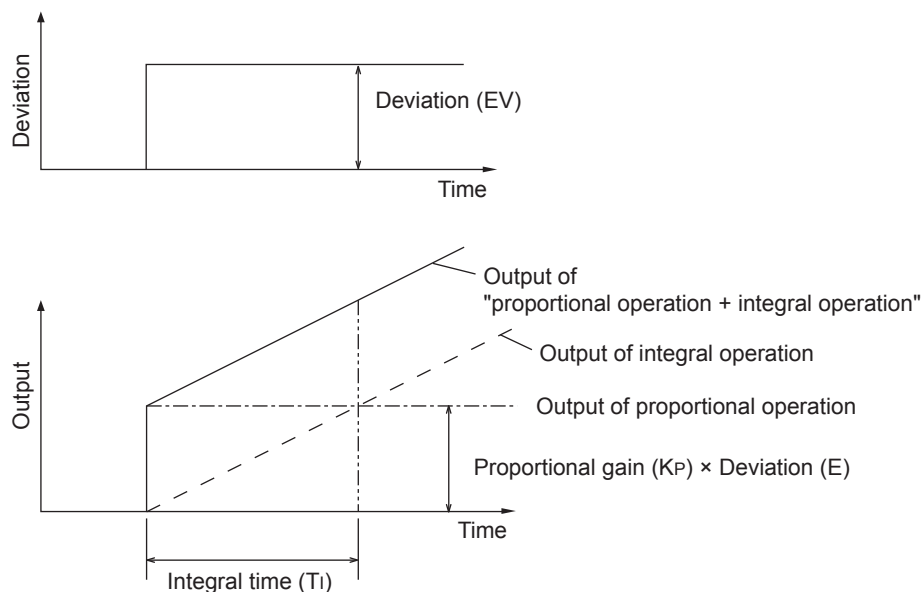 Deviation
Deviation (EV)
Time
Output of
"proportional operation + integral operation"
Output of integral operation
Output
Output of proportional operation
Proportional gain (KP) × Deviation (E)
Time
Integral time (TI)